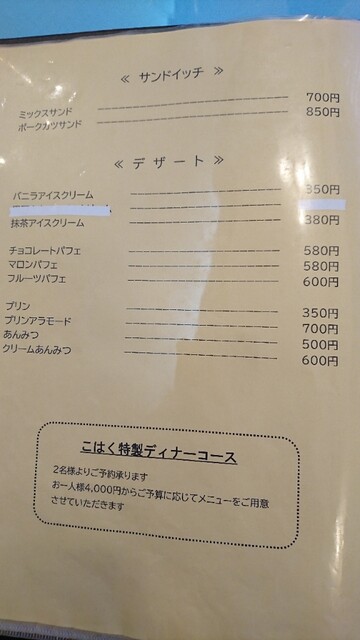 ≪ サンドイッチ ≫
ミックスサンド 700円
ポークカツサンド 850円
≪ デ ザ ー ト ≫
バニラアイスクリーム 350円
抹茶アイスクリーム 380円
チョコレートパフェ 580円
マロンパフェ 580円
フルーツパフェ 600円
プリン 350円
プリンアラモード 700円
あんみつ 500円
クリームあんみつ 600円
こはく特製ディナーコース
2名様よりご予約承ります
お一人様4,000円からご予算に応じてメニューをご用意
させていただきます